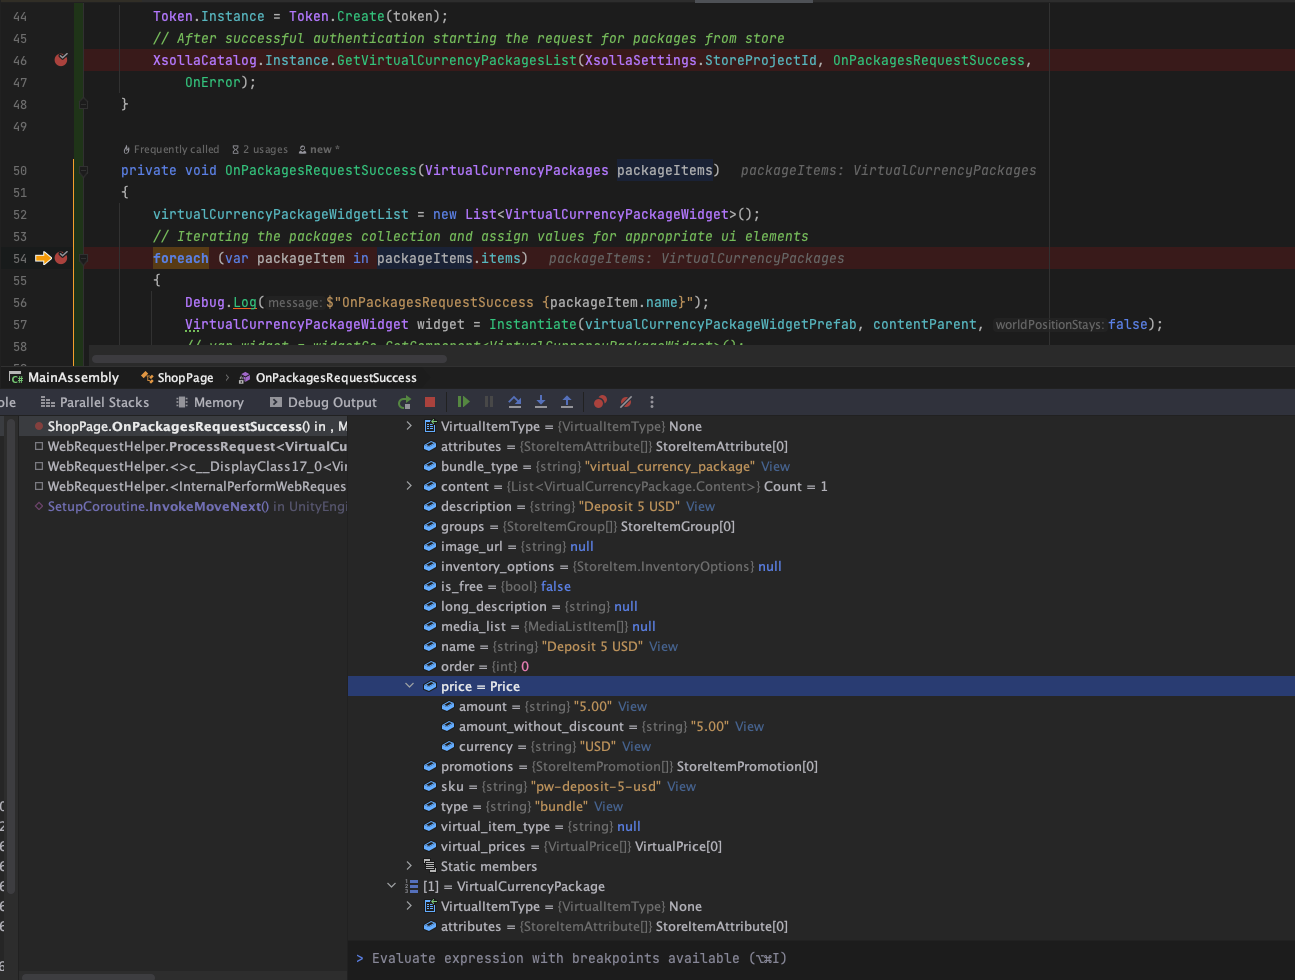 44 Token.Instance = Token.Create(token);
45 // After successful authentication starting the request for packages from store
46 XsollaCatalog.Instance.GetVirtualCurrencyPackagesList(XsollaSettings.StoreProjectId, OnPackagesRequestSuccess,
47 OnError);
48 }
49
Frequently called 2 usages new *
50 private void OnPackagesRequestSuccess(VirtualCurrencyPackages packageItems) packageItems: VirtualCurrencyPackages
51 {
52 virtualCurrencyPackageWidgetList = new List<VirtualCurrencyPackageWidget>();
53 // Iterating the packages collection and assign values for appropriate ui elements
54 foreach (var packageItem in packageItems.items) packageItems: VirtualCurrencyPackages
55 {
56 Debug.Log( message: $"OnPackagesRequestSuccess {packageItem.name}");
57 VirtualCurrencyPackageWidget widget = Instantiate(virtualCurrencyPackageWidgetPrefab, contentParent, worldPositionStays: false);
58 // var widget = widgetGo.GetComponent<VirtualCurrencyPackageWidget>();
C# MainAssembly ShopPage › OnPackagesRequestSuccess
ole Parallel Stacks Memory Debug Output
ShopPage.OnPackagesRequestSuccess() in , M
WebRequestHelper.ProcessRequest<VirtualCu
WebRequestHelper.<>c__DisplayClass17_0<Vi
WebRequestHelper.<InternalPerformWebReques
SetupCoroutine.InvokeMoveNext() in UnityEngi
VirtualItemType = {VirtualItemType} None
attributes = {StoreItemAttribute[]} StoreItemAttribute[0]
bundle_type = {string} "virtual_currency_package" View
content = {List<VirtualCurrencyPackage.Content>} Count = 1
description = {string} "Deposit 5 USD" View
groups = {StoreItemGroup[]} StoreItemGroup[0]
image_url = {string} null
inventory_options = {StoreItem.InventoryOptions} null
is_free = {bool} false
long_description = {string} null
media_list = {MediaListItem[]} null
name = {string} "Deposit 5 USD" View
order = {int} 0
price = Price
amount = {string} "5.00" View
amount_without_discount = {string} "5.00" View
currency = {string} "USD" View
promotions = {StoreItemPromotion[]} StoreItemPromotion[0]
sku = {string} "pw-deposit-5-usd" View
type = {string} "bundle" View
virtual_item_type = {string} null
virtual_prices = {VirtualPrice[]} VirtualPrice[0]
Static members
[1] = VirtualCurrencyPackage
VirtualItemType = {VirtualItemType} None
attributes = {StoreItemAttribute[]} StoreItemAttribute[0]
> Evaluate expression with breakpoints available (⌥⌘I)